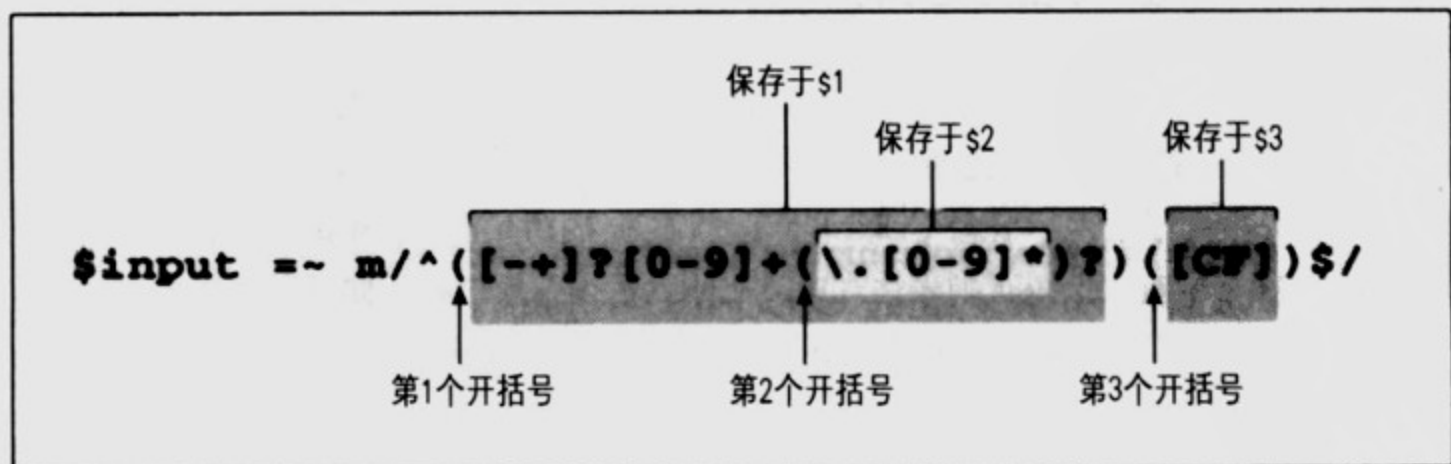 保存于$1
保存于$2 保存于$3
$input =~ m/^([-+]?[0-9]+(\.[0-9]*)?)([CF])$/
第1个开括号 第2个开括号 第3个开括号